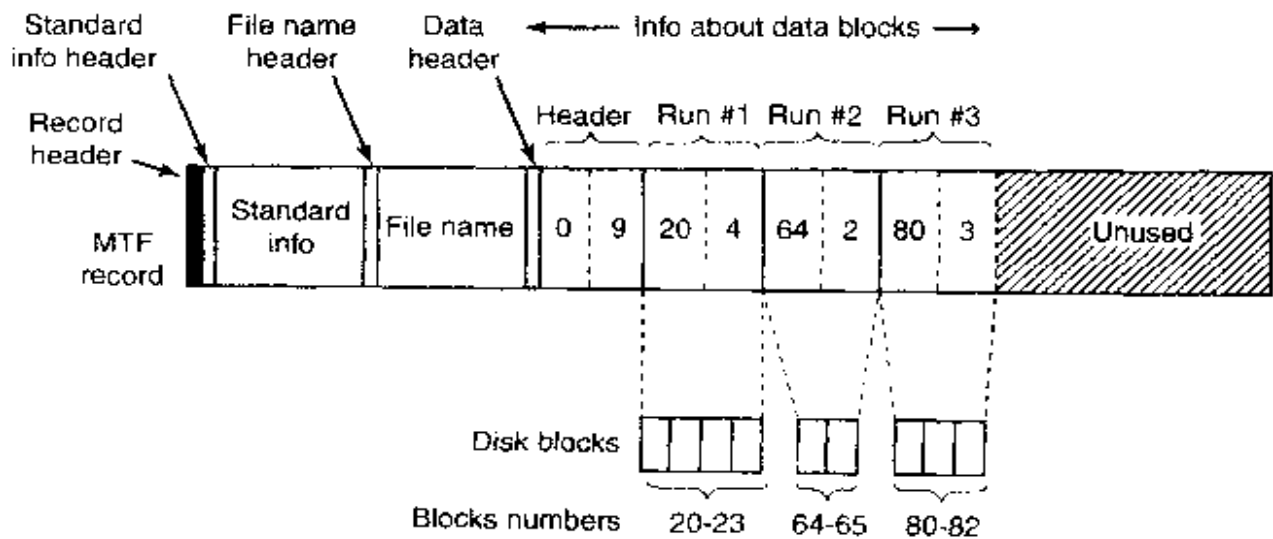 Standard
info header
File name
header
Data
header
Info about data blocks
Record
header
Header
Run #1
Run #2
Run #3
MTF
record
Standard
info
File name
0 9 20 4 64 2 80 3
Unused
Disk blocks
Blocks numbers
20-23
64-65
80-82